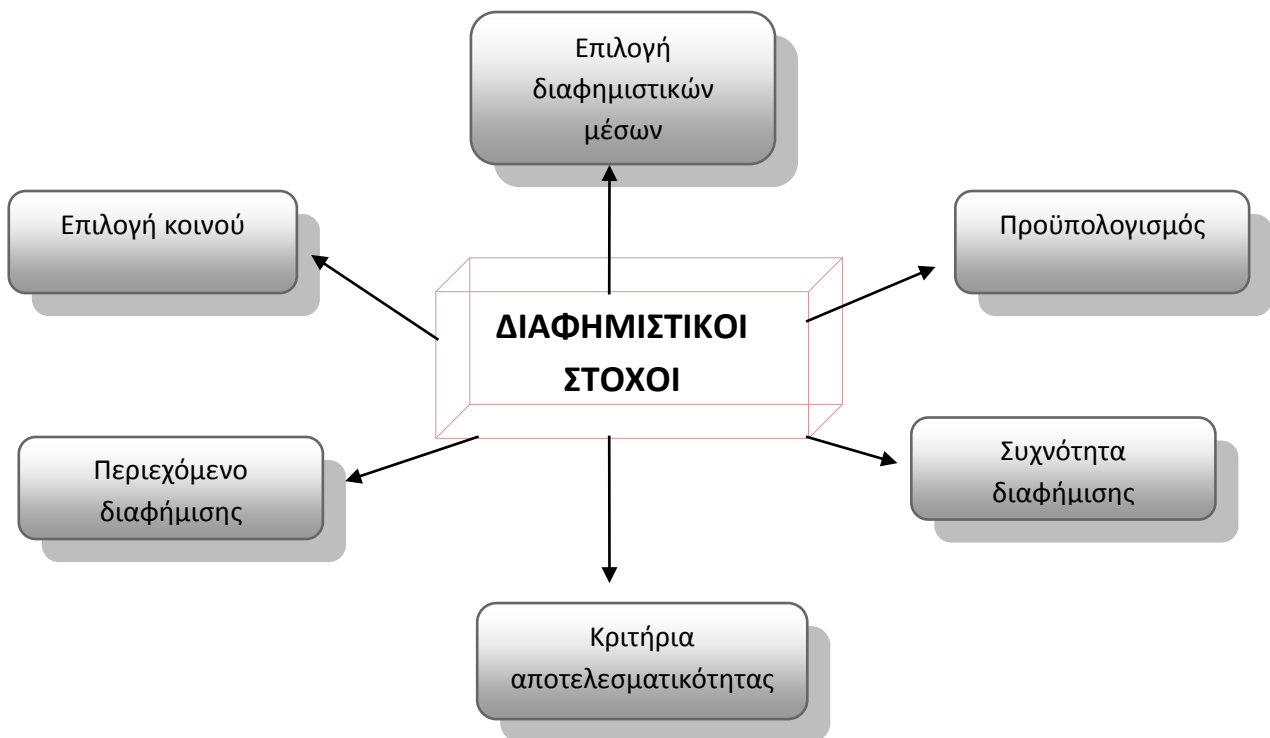 Επιλογή
διαφημιστικών
μέσων
Επιλογή κοινού
Προϋπολογισμός
ΔΙΑΦΗΜΙΣΤΙΚΟΙ
ΣΤΟΧΟΙ
Περιεχόμενο
διαφήμισης
Συχνότητα
διαφήμισης
Κριτήρια
αποτελεσματικότητας